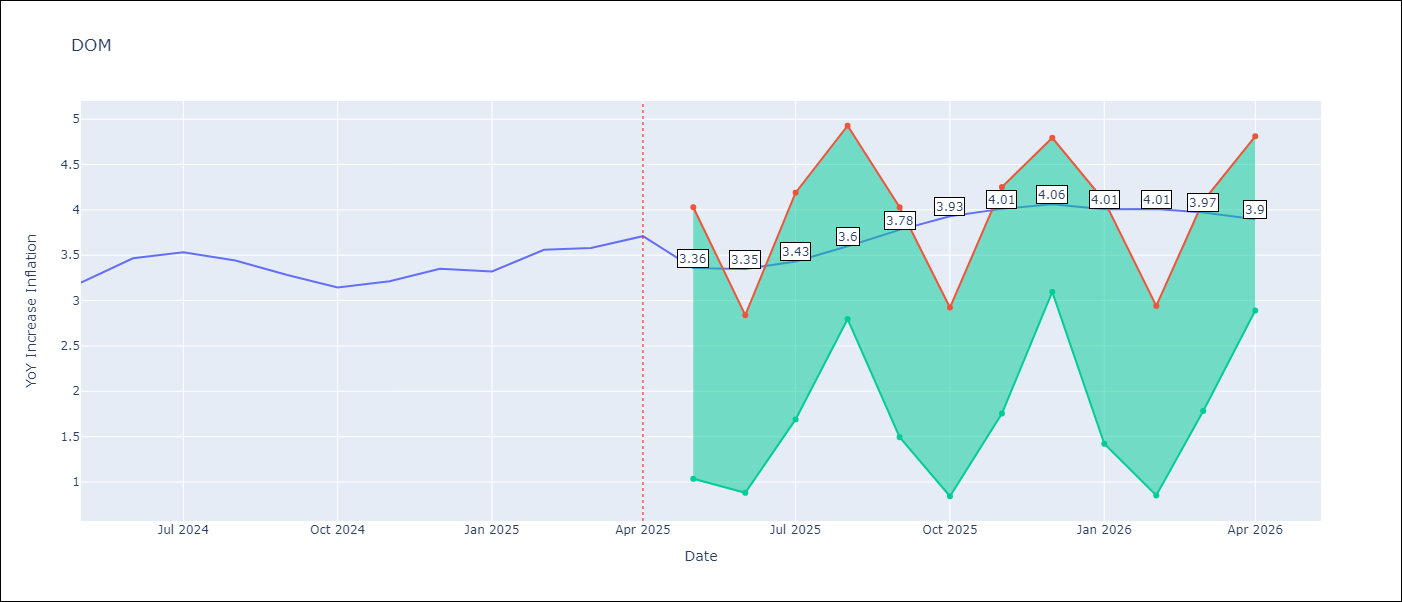 DOM
YoY Increase Inflation
5
4.5
4
3.5
3
2.5
2
1.5
1
3.36
3.35
3.43
3.6
3.78
3.93
4.01
4.06
4.01
4.01
3.97
3.9
Jul 2024
Oct 2024
Jan 2025
Apr 2025
Jul 2025
Oct 2025
Jan 2026
Apr 2026
Date